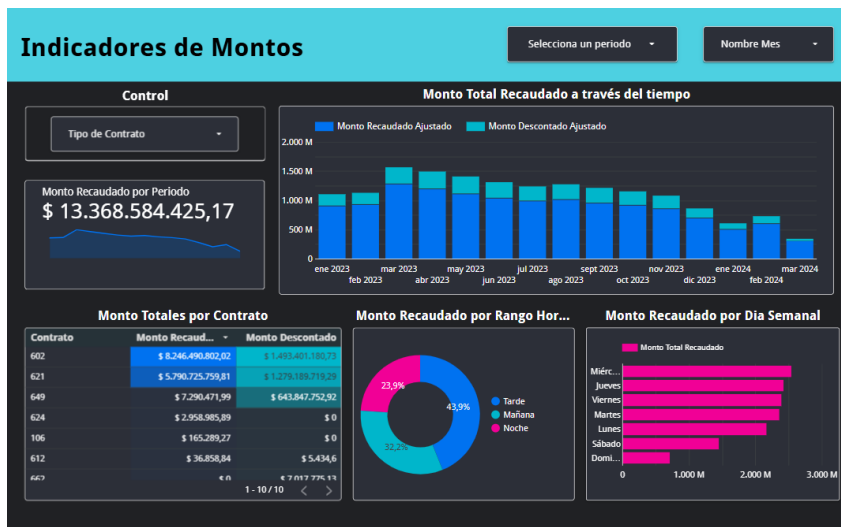 Indicadores de Montos
Selecciona un periodo
Nombre Mes
Control
Tipo de Contrato
Monto Recaudado por Periodo
$ 13.368.584.425,17
Monto Total Recaudado a través del tiempo
Monto Recaudado Ajustado Monto Descontado Ajustado
2.000 M
1.500 M
1.000 M
500 M
0
ene 2023 mar 2023 may 2023 jul 2023 sept 2023 nov 2023 ene 2024 mar 2024
feb 2023 abr 2023 jun 2023 ago 2023 oct 2023 dic 2023 feb 2024
Monto Totales por Contrato
Contrato Monto Recaud... Monto Descontado
602 $ 8.246.490.802,02 $ 1.493.401.180,73
621 $ 5.790.725.759,81 $ 1.279.189.719,29
649 $ 7.290.471,99 $ 643.847.752,92
624 $ 2.958.985,89 $ 0
106 $ 165.289,27 $ 0
612 $ 36.858,84 $ 5.434,6
662 $ 0 $ 7.017.775,13
1 - 10 / 10
Monto Recaudado por Rango Hor...
23,9%
43,9%
32,2%
Tarde
Mañana
Noche
Monto Recaudado por Dia Semanal
Monto Total Recaudado
Miérc...
Jueves
Viernes
Martes
Lunes
Sábado
Domi...
0 1.000 M 2.000 M 3.000 M